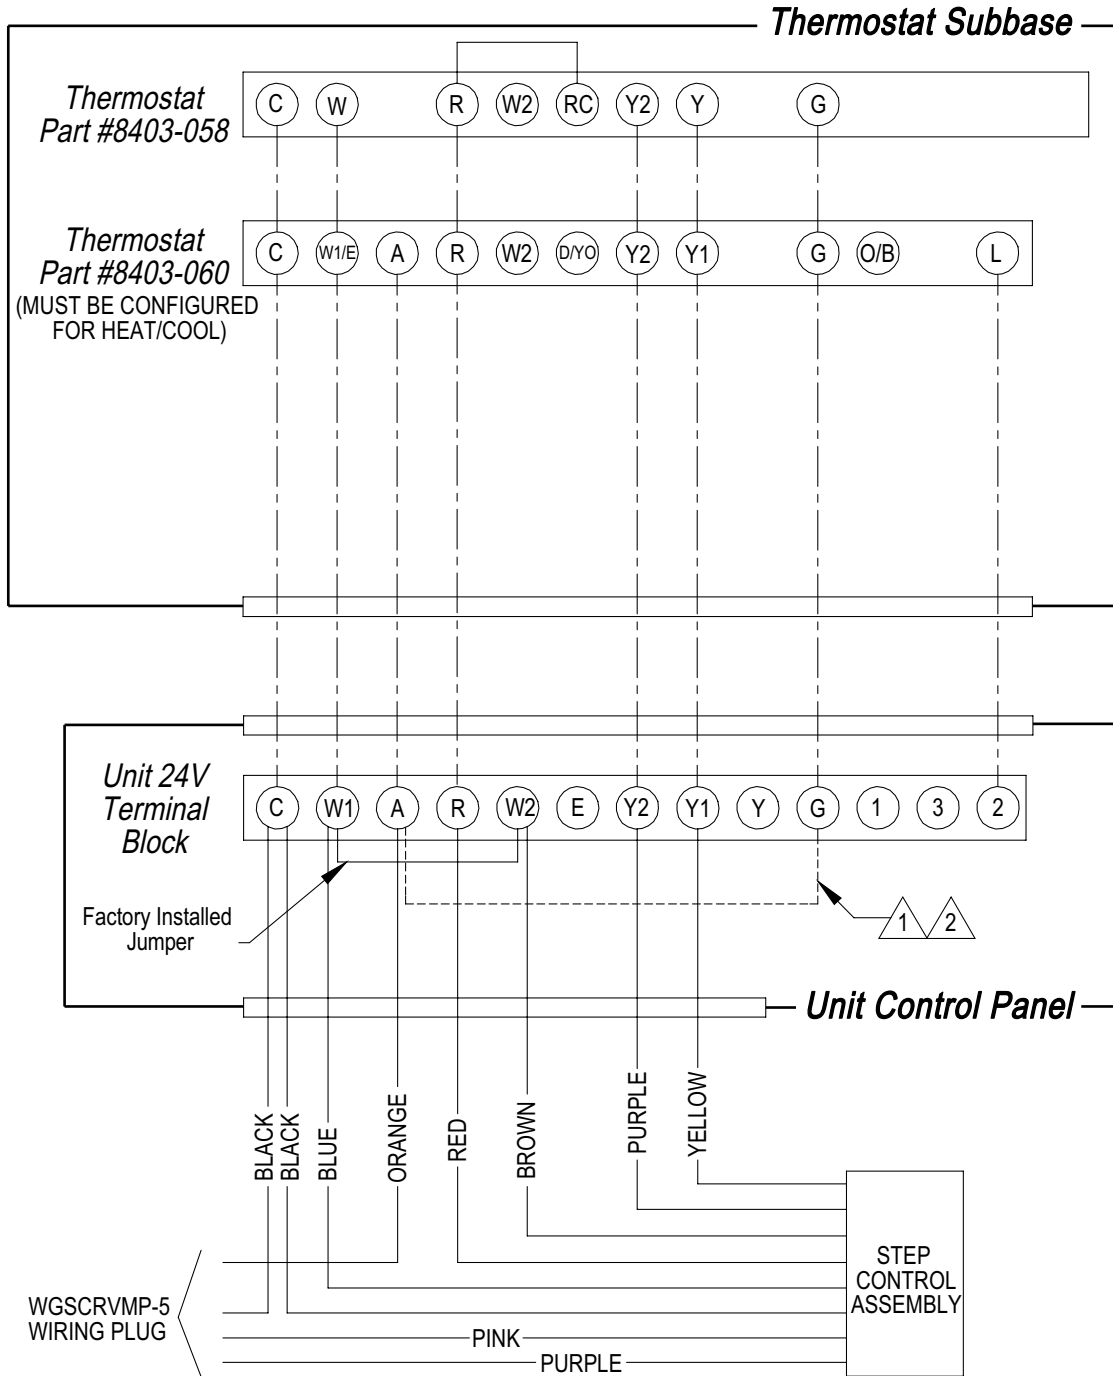 Thermostat Subbase
Thermostat
Part #8403-058
C W R W2 RC Y2 Y G
Thermostat
Part #8403-060
(MUST BE CONFIGURED
FOR HEAT/COOL)
C W1/E A R W2 D/YO Y2 Y1 G O/B L
Unit 24V
Terminal
Block
C W1 A R W2 E Y2 Y1 Y G 1 3 2
Factory Installed
Jumper
1 2
Unit Control Panel
BLACK
BLACK
BLUE
ORANGE
RED
BROWN
PURPLE
YELLOW
STEP
CONTROL
ASSEMBLY
WGSCRVMP-5
WIRING PLUG
PINK
PURPLE